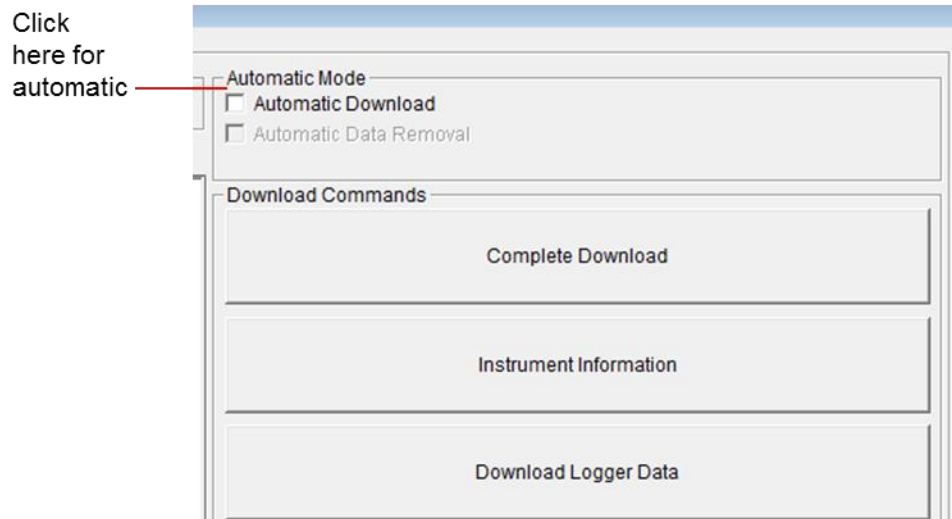 Click
here for
automatic
Automatic Mode
Automatic Download
Automatic Data Removal
Download Commands
Complete Download
Instrument Information
Download Logger Data